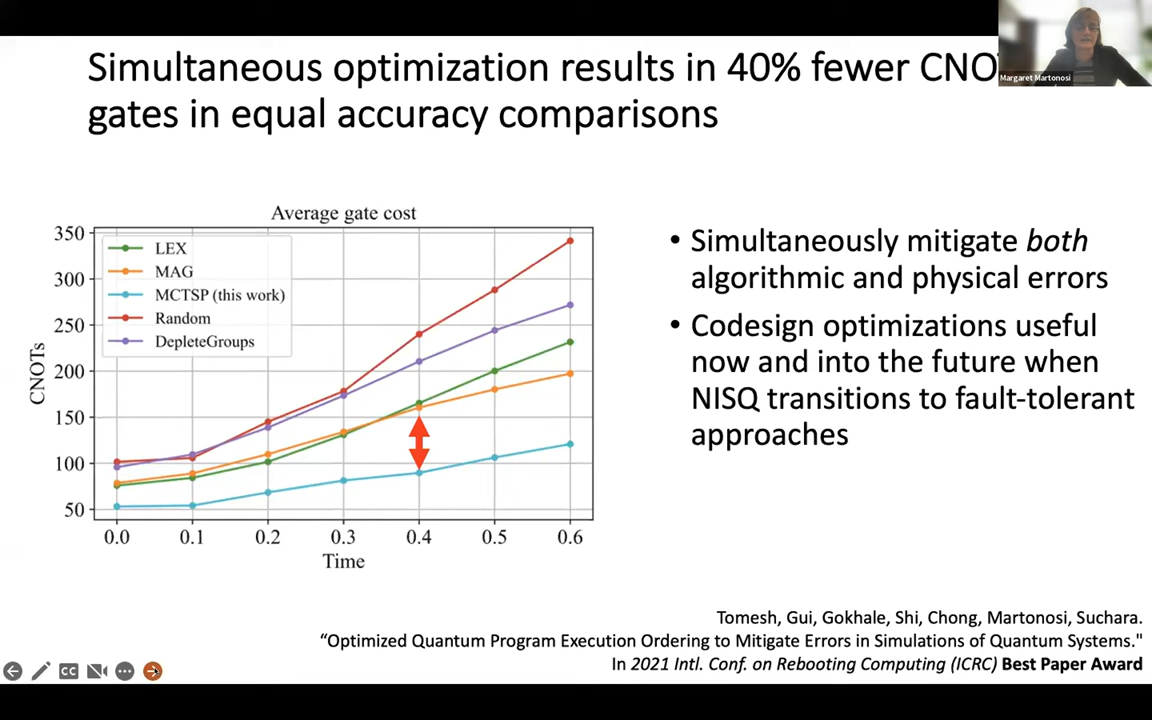 Simultaneous optimization results in 40% fewer CNO
gates in equal accuracy comparisons
Margaret Martonosi
Average gate cost
350
300
250
200
150
100
50
CNOTs
LEX
MAG
MCTSP (this work)
Random
DepleteGroups
0.0 0.1 0.2 0.3 0.4 0.5 0.6
Time
• Simultaneously mitigate both
algorithmic and physical errors
• Codesign optimizations useful
now and into the future when
NISQ transitions to fault-tolerant
approaches
Tomesh, Gui, Gokhale, Shi, Chong, Martonosi, Suchara.
“Optimized Quantum Program Execution Ordering to Mitigate Errors in Simulations of Quantum Systems."
In 2021 Intl. Conf. on Rebooting Computing (ICRC) Best Paper Award
CC